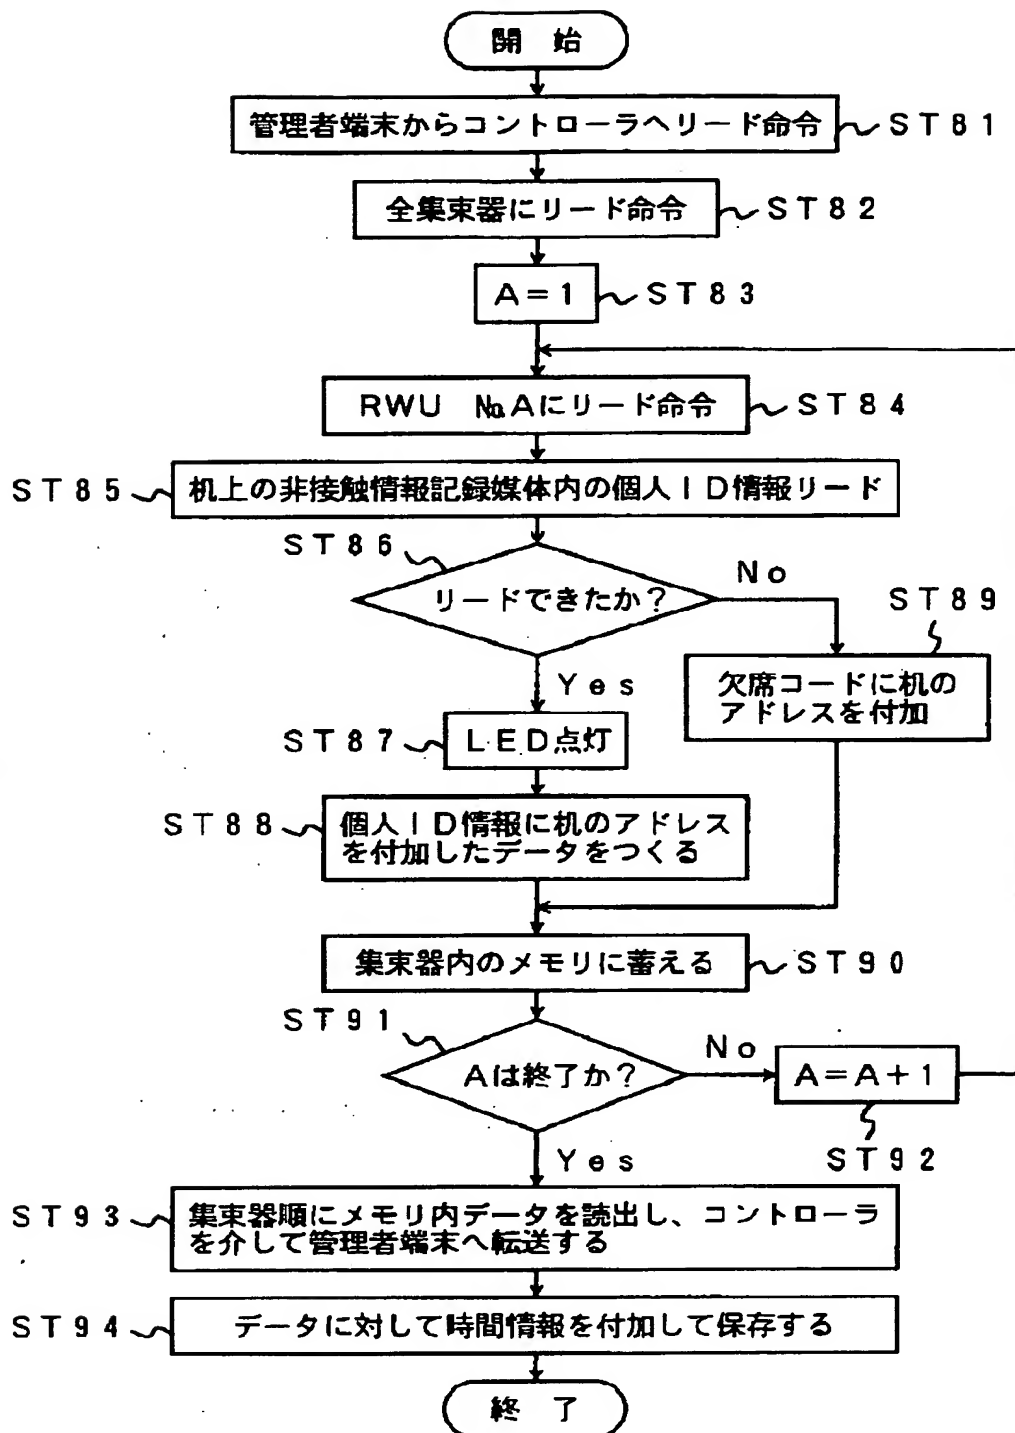 開 始
管理者端末からコントローラへリード命令
ST81
全集束器にリード命令
ST82
A=1
ST83
RWU №Aにリード命令
ST84
ST85
机上の非接触情報記録媒体内の個人ID情報リード
ST86
リードできたか?
No
ST89
欠席コードに机の
アドレスを付加
Yes
ST87
LED点灯
ST88
個人ID情報に机のアドレス
を付加したデータをつくる
集束器内のメモリに蓄える
ST90
ST91
Aは終了か?
No
A=A+1
ST92
Yes
ST93
集束器順にメモリ内データを読出し、コントローラ
を介して管理者端末へ転送する
ST94
データに対して時間情報を付加して保存する
終 了